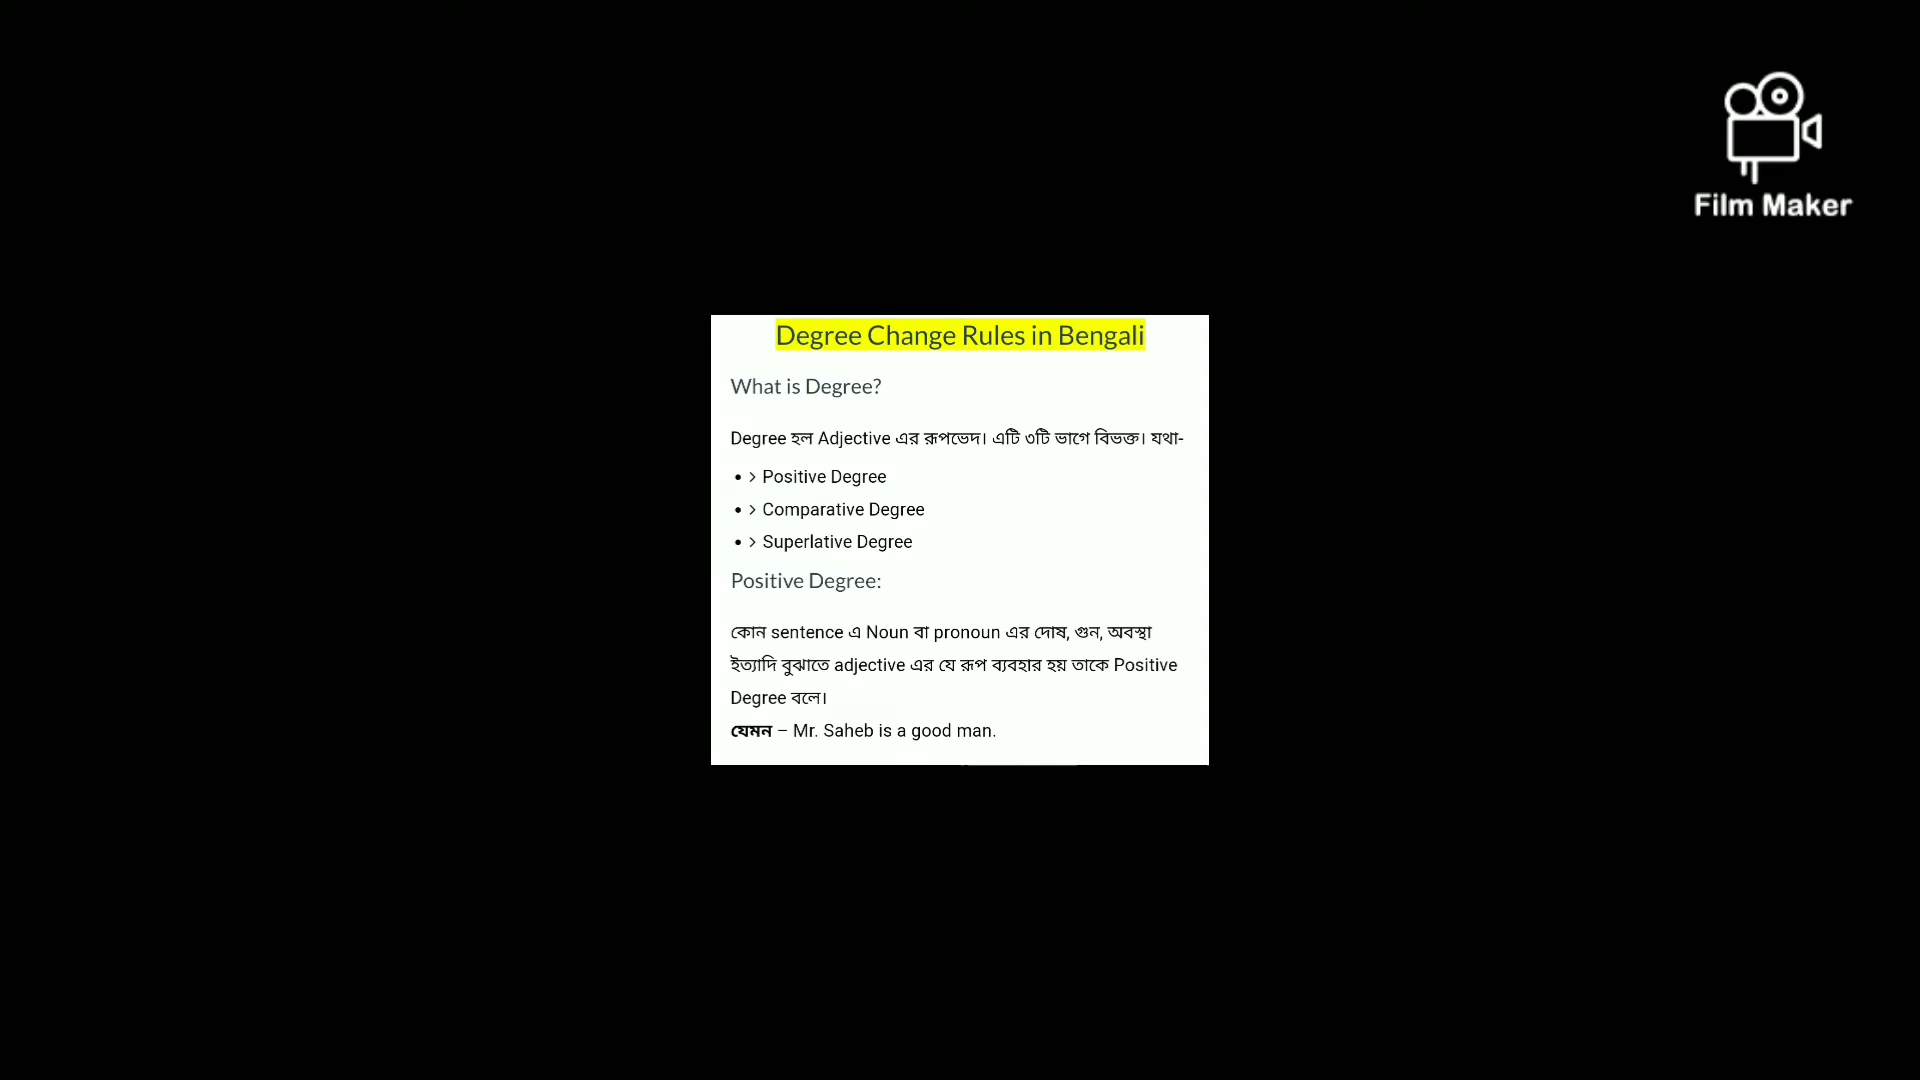 Film Maker
Degree Change Rules in Bengali
What is Degree?
Degree হল Adjective এর রূপভেদ। এটি ৩টি ভাগে বিভক্ত। যথা-
• > Positive Degree
• > Comparative Degree
• > Superlative Degree
Positive Degree:
কোন sentence এ Noun বা pronoun এর দোষ, গুন, অবস্থা
ইত্যাদি বুঝাতে adjective এর যে রূপ ব্যবহার হয় তাকে Positive
Degree বলে।
যেমন – Mr. Saheb is a good man.